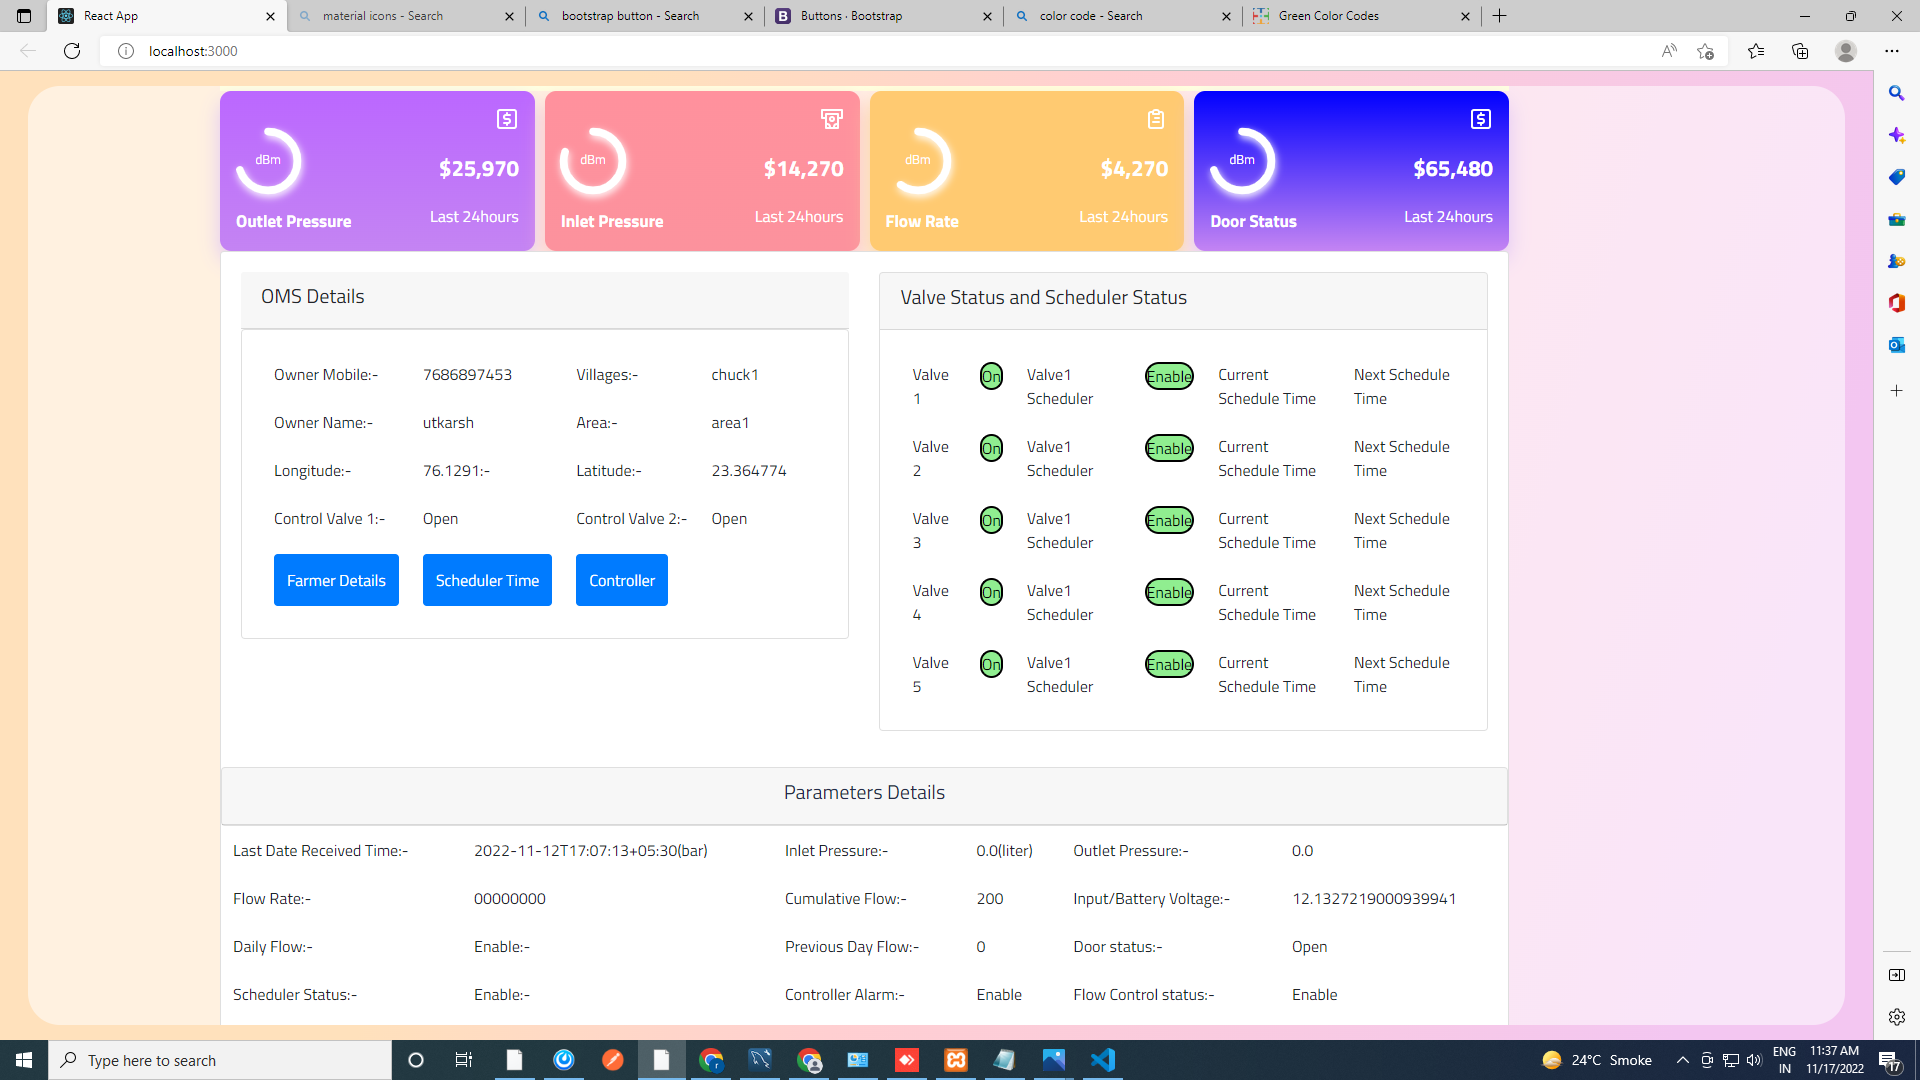 React App
material icons - Search
bootstrap button - Search
Buttons · Bootstrap
color code - Search
Green Color Codes
localhost:3000
dBm
$25,970
Outlet Pressure
Last 24hours
dBm
$14,270
Inlet Pressure
Last 24hours
dBm
$4,270
Flow Rate
Last 24hours
dBm
$65,480
Door Status
Last 24hours
OMS Details
Owner Mobile:- 7686897453 Villages:- chuck1
Owner Name:- utkarsh Area:- area1
Longitude:- 76.1291:- Latitude:- 23.364774
Control Valve 1:- Open Control Valve 2:- Open
Farmer Details Scheduler Time Controller
Valve Status and Scheduler Status
Valve On Valve1 Enable Current Next Schedule
1 Scheduler Schedule Time Time
Valve On Valve1 Enable Current Next Schedule
2 Scheduler Schedule Time Time
Valve On Valve1 Enable Current Next Schedule
3 Scheduler Schedule Time Time
Valve On Valve1 Enable Current Next Schedule
4 Scheduler Schedule Time Time
Valve On Valve1 Enable Current Next Schedule
5 Scheduler Schedule Time Time
Parameters Details
Last Date Received Time:- 2022-11-12T17:07:13+05:30(bar) Inlet Pressure:- 0.0(liter) Outlet Pressure:- 0.0
Flow Rate:- 00000000 Cumulative Flow:- 200 Input/Battery Voltage:- 12.1327219000939941
Daily Flow:- Enable:- Previous Day Flow:- 0 Door status:- Open
Scheduler Status:- Enable:- Controller Alarm:- Enable Flow Control status:- Enable
Type here to search
24°C Smoke
ENG
IN
11:37 AM
11/17/2022
17